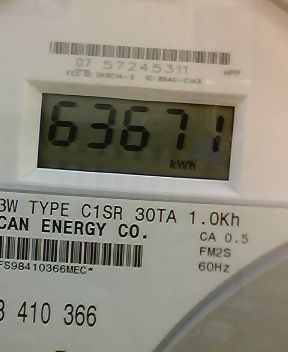 07 57245311
63671
kWh
3W TYPE C1SR 30TA 1.0Kh
CAN ENERGY CO.
CA 0.5
FM2S
60Hz
FS98410366MEC*
3 410 366